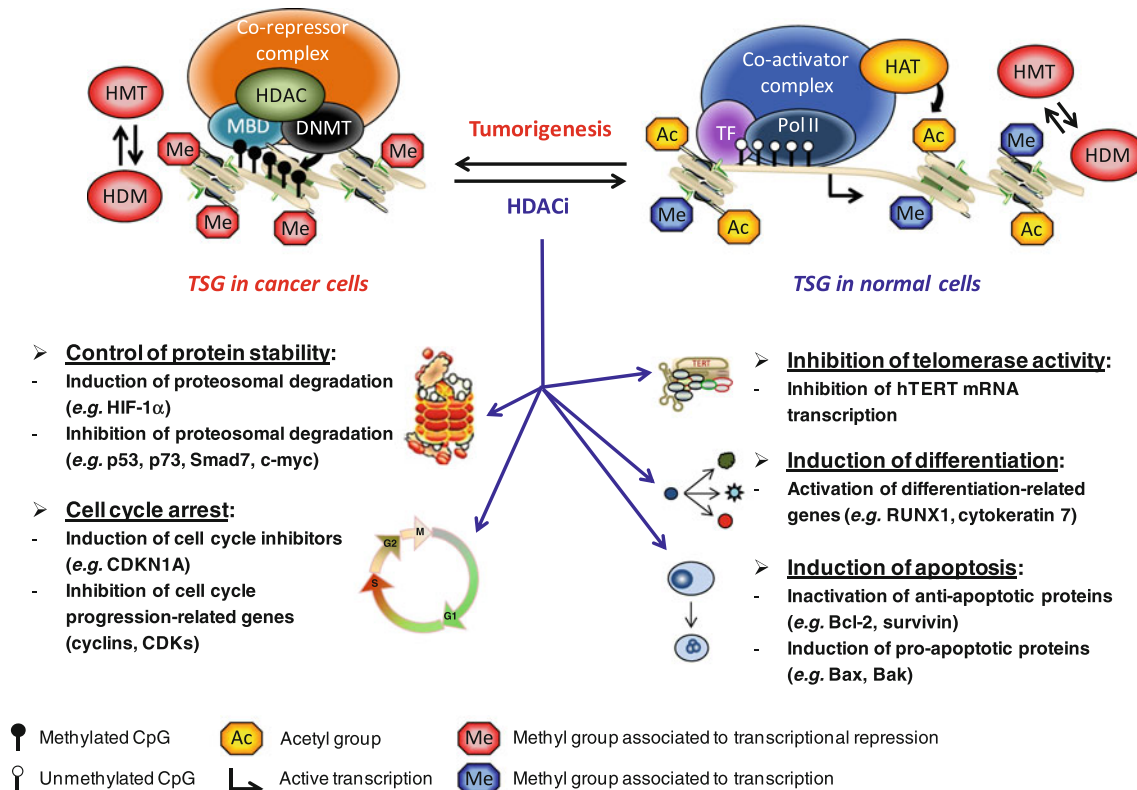 Co-repressor
complex
HDAC
MBD
DNMT
HMT
HDM
Me
Me
Me
Me
Tumorigenesis
HDACi
Co-activator
complex
HAT
TF
Pol II
Ac
Ac
Me
HMT
HDM
Me
Ac
Me
Ac
TSG in cancer cells
TSG in normal cells
➢ Control of protein stability:
- Induction of proteosomal degradation
(e.g. HIF-1α)
- Inhibition of proteosomal degradation
(e.g. p53, p73, Smad7, c-myc)
➢ Cell cycle arrest:
- Induction of cell cycle inhibitors
(e.g. CDKN1A)
- Inhibition of cell cycle
progression-related genes
(cyclins, CDKs)
M
G2
S
G1
TERT
➢ Inhibition of telomerase activity:
- Inhibition of hTERT mRNA
transcription
➢ Induction of differentiation:
- Activation of differentiation-related
genes (e.g. RUNX1, cytokeratin 7)
➢ Induction of apoptosis:
- Inactivation of anti-apoptotic proteins
(e.g. Bcl-2, survivin)
- Induction of pro-apoptotic proteins
(e.g. Bax, Bak)
Methylated CpG
Ac Acetyl group
Me Methyl group associated to transcriptional repression
Unmethylated CpG
Active transcription
Me Methyl group associated to transcription